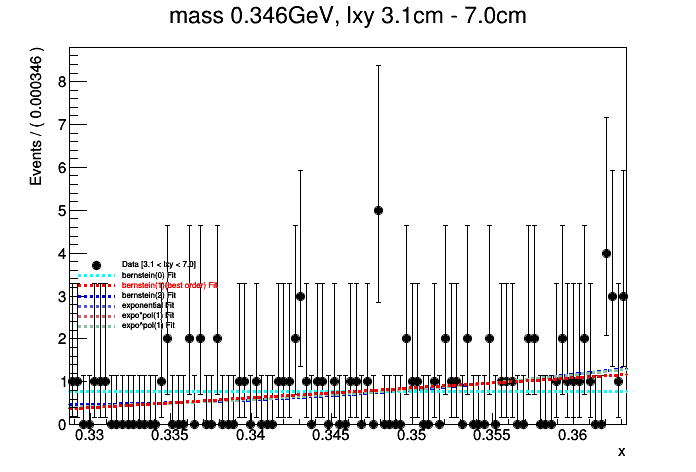 mass 0.346GeV, lxy 3.1cm - 7.0cm
Events / ( 0.000346 )
8
7
6
5
4
3
2
1
0
Data [3.1 < lxy < 7.0]
bernstein(0) Fit
bernstein(1)(best order) Fit
bernstein(2) Fit
exponential Fit
expo*pol(1) Fit
expo^pol(1) Fit
0.33 0.335 0.34 0.345 0.35 0.355 0.36
x